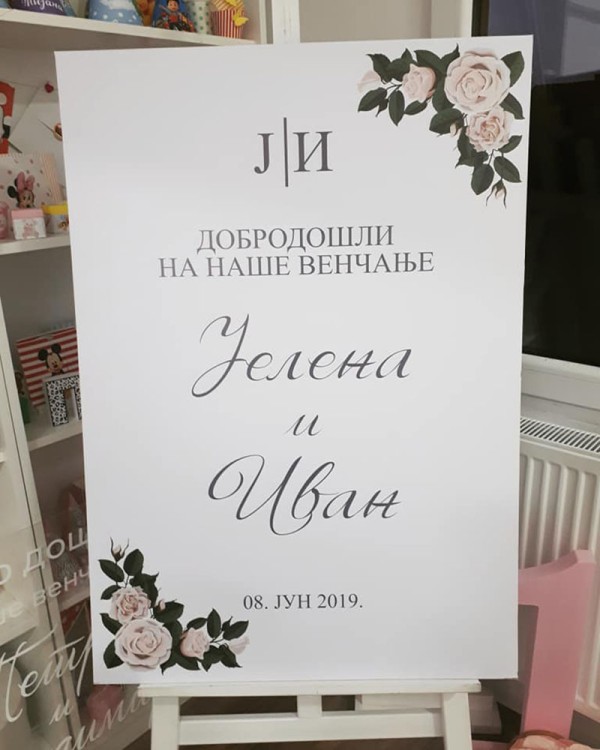 Ј|И
ДОБРОДОШЛИ
НА НАШЕ ВЕНЧАЊЕ
Јелена
и
Иван
08. ЈУН 2019.